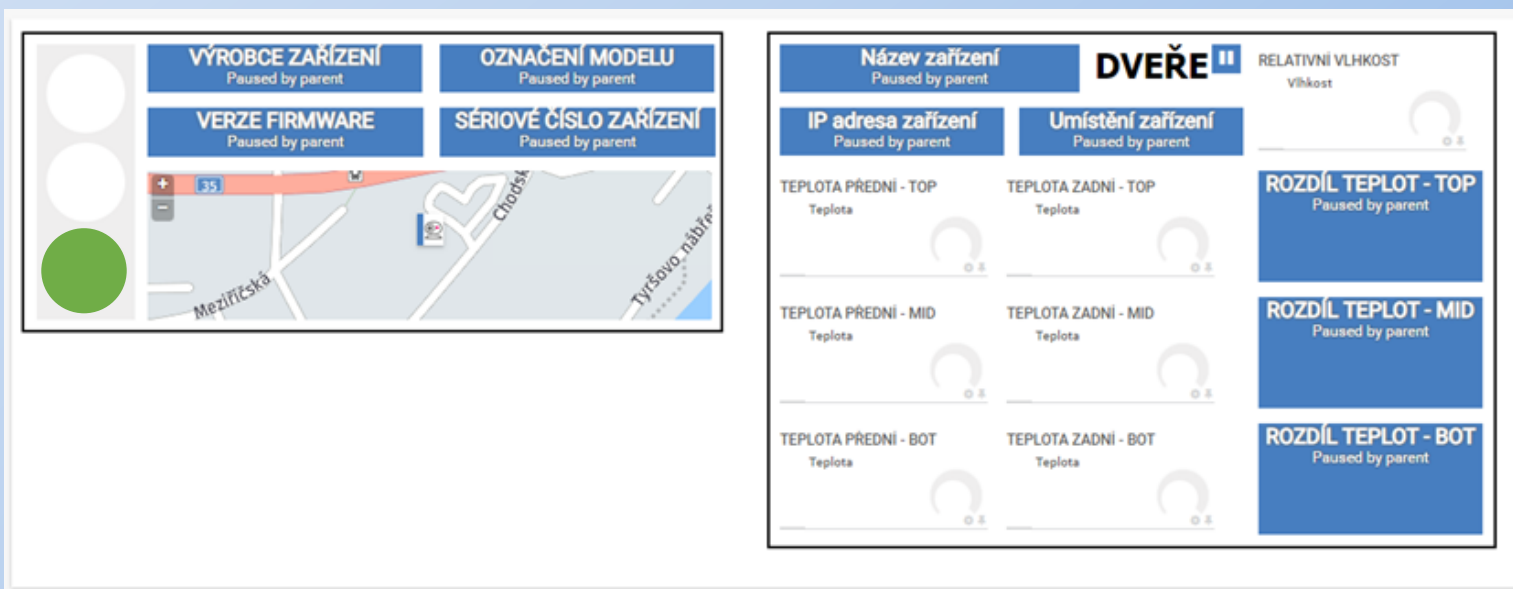 VÝROBCE ZAŘÍZENÍ
Paused by parent
OZNAČENÍ MODELU
Paused by parent
VERZE FIRMWARE
Paused by parent
SÉRIOVÉ ČÍSLO ZAŘÍZENÍ
Paused by parent
+
35
−
Chodsk
Meziříčská
Tyršovo nábře
Název zařízení
Paused by parent
DVEŘE
RELATIVNÍ VLHKOST
Vlhkost
IP adresa zařízení
Paused by parent
Umístění zařízení
Paused by parent
TEPLOTA PŘEDNÍ - TOP
Teplota
TEPLOTA ZADNÍ - TOP
Teplota
ROZDÍL TEPLOT - TOP
Paused by parent
TEPLOTA PŘEDNÍ - MID
Teplota
TEPLOTA ZADNÍ - MID
Teplota
ROZDÍL TEPLOT - MID
Paused by parent
TEPLOTA PŘEDNÍ - BOT
Teplota
TEPLOTA ZADNÍ - BOT
Teplota
ROZDÍL TEPLOT - BOT
Paused by parent